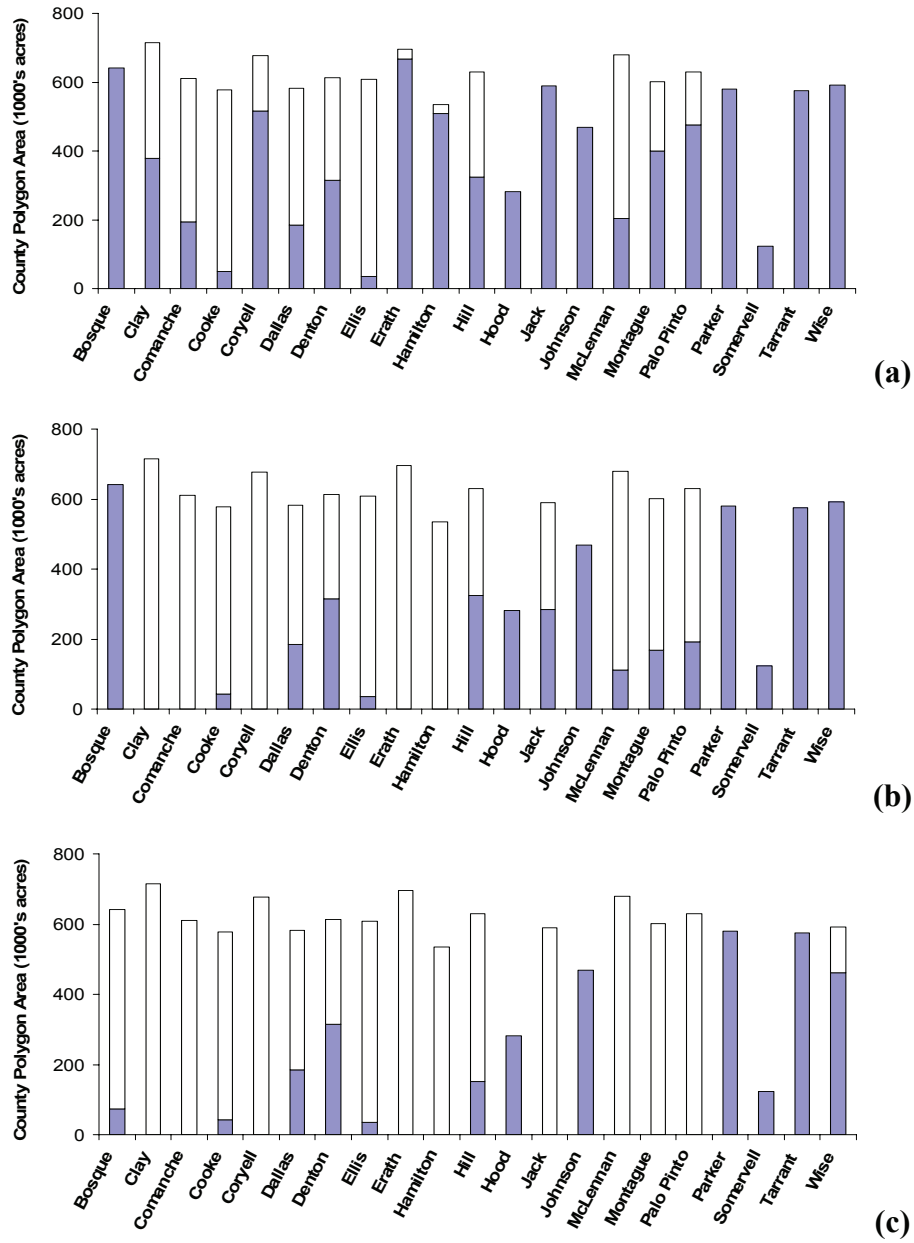 County Polygon Area (1000's acres)
800
600
400
200
0
Bosque
Clay
Comanche
Cooke
Coryell
Dallas
Denton
Ellis
Erath
Hamilton
Hill
Hood
Jack
Johnson
McLennan
Montague
Palo Pinto
Parker
Somervell
Tarrant
Wise
(a)
County Polygon Area (1000's acres)
800
600
400
200
0
Bosque
Clay
Comanche
Cooke
Coryell
Dallas
Denton
Ellis
Erath
Hamilton
Hill
Hood
Jack
Johnson
McLennan
Montague
Palo Pinto
Parker
Somervell
Tarrant
Wise
(b)
County Polygon Area (1000's acres)
800
600
400
200
0
Bosque
Clay
Comanche
Cooke
Coryell
Dallas
Denton
Ellis
Erath
Hamilton
Hill
Hood
Jack
Johnson
McLennan
Montague
Palo Pinto
Parker
Somervell
Tarrant
Wise
(c)